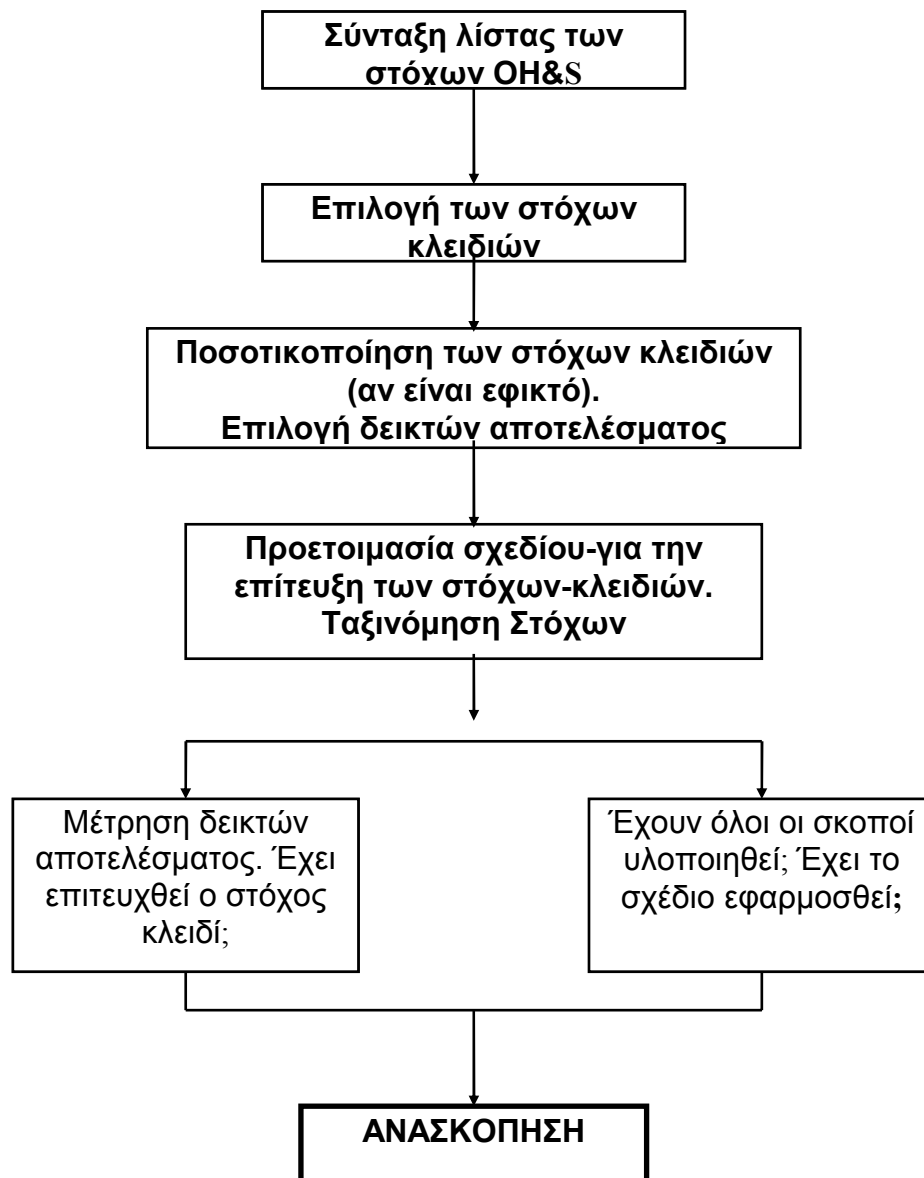 Σύνταξη λίστας των
στόχων OH&S
Επιλογή των στόχων
κλειδιών
Ποσοτικοποίηση των στόχων κλειδιών
(αν είναι εφικτό).
Επιλογή δεικτών αποτελέσματος
Προετοιμασία σχεδίου-για την
επίτευξη των στόχων-κλειδιών.
Ταξινόμηση Στόχων
Μέτρηση δεικτών
αποτελέσματος. Έχει
επιτευχθεί ο στόχος
κλειδί;
Έχουν όλοι οι σκοποί
υλοποιηθεί; Έχει το
σχέδιο εφαρμοσθεί;
ΑΝΑΣΚΟΠΗΣΗ